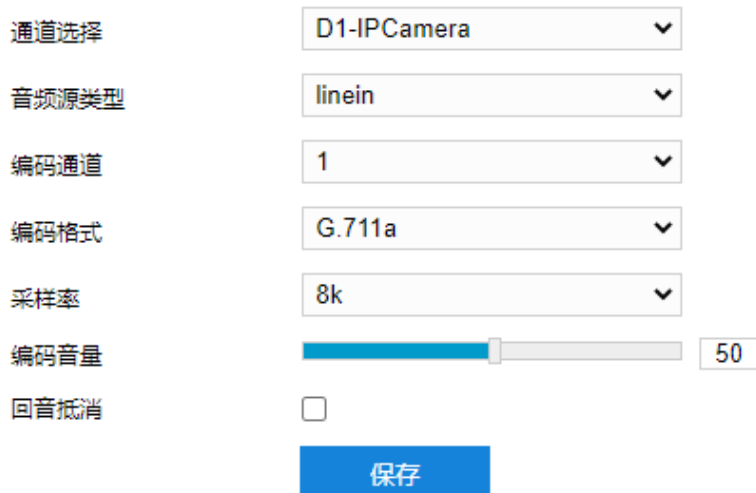 通道选择 D1-IPCamera
音频源类型 linein
编码通道 1
编码格式 G.711a
采样率 8k
编码音量 50
回音抵消
保存